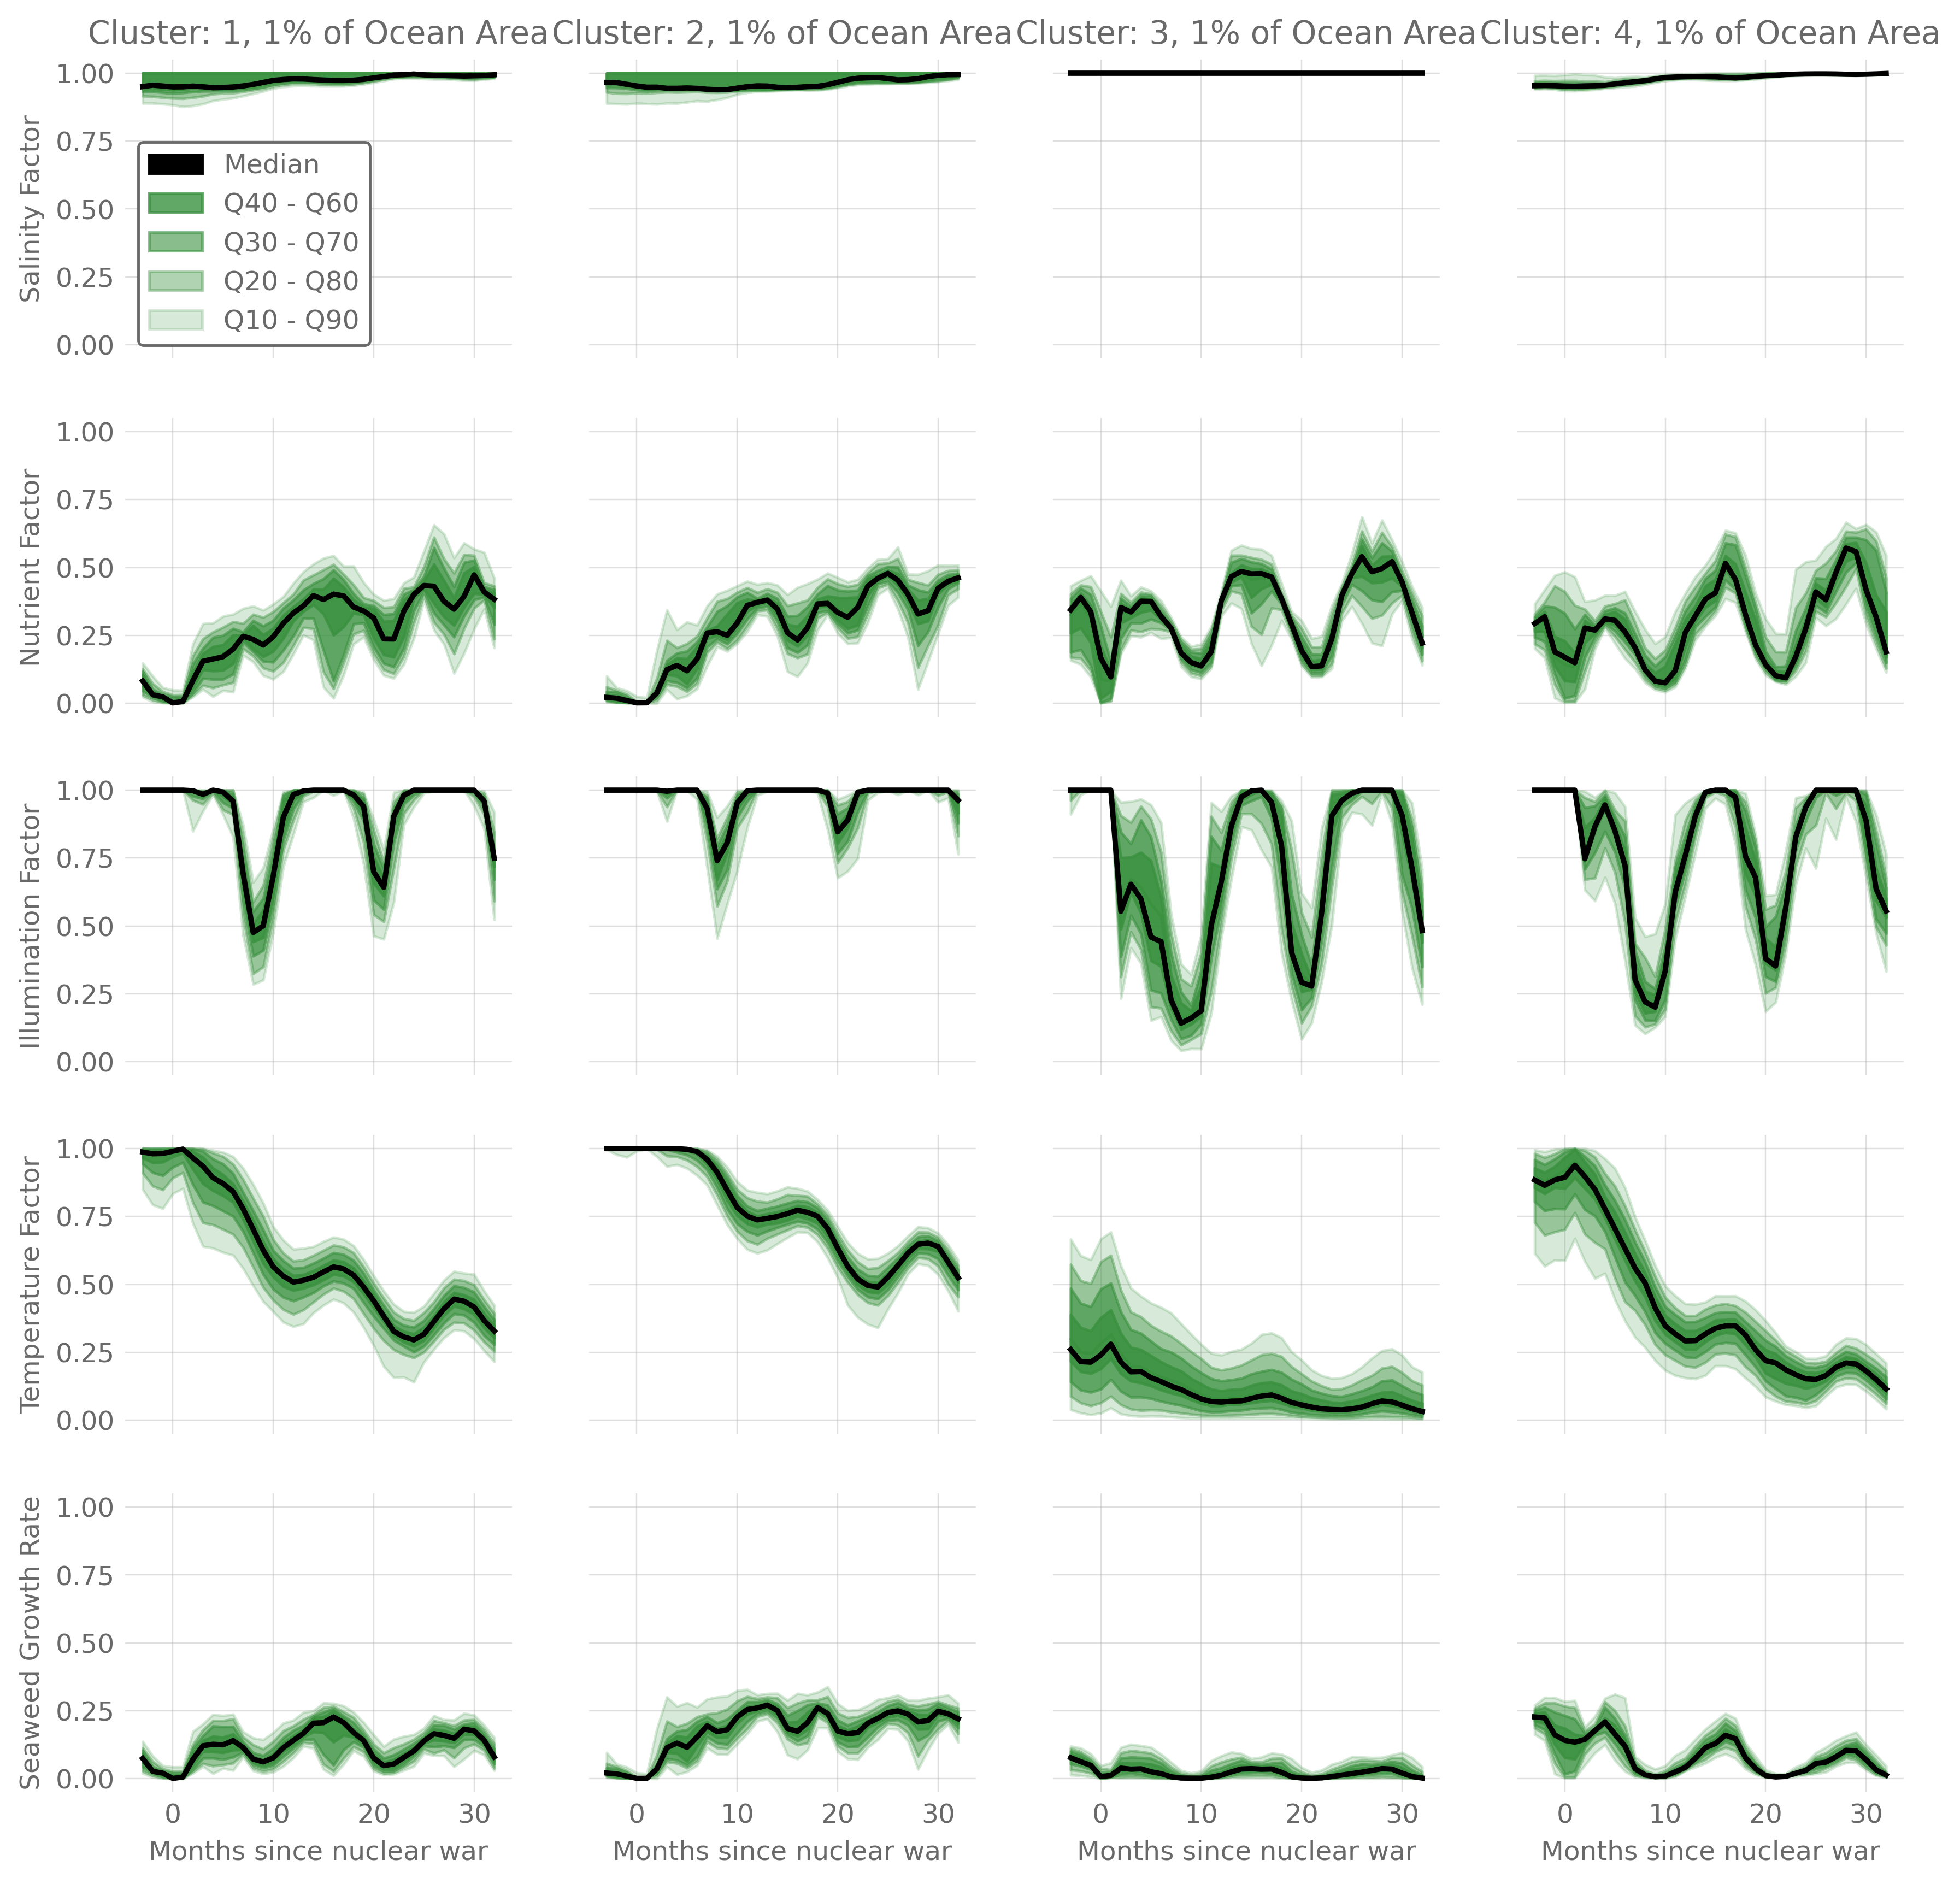 Cluster: 1, 1% of Ocean Area Cluster: 2, 1% of Ocean Area Cluster: 3, 1% of Ocean Area Cluster: 4, 1% of Ocean Area
Salinity Factor
1.00
0.75
0.50
0.25
0.00
Median
Q40 - Q60
Q30 - Q70
Q20 - Q80
Q10 - Q90
Nutrient Factor
1.00
0.75
0.50
0.25
0.00
Illumination Factor
1.00
0.75
0.50
0.25
0.00
Temperature Factor
1.00
0.75
0.50
0.25
0.00
Seaweed Growth Rate
1.00
0.75
0.50
0.25
0.00
0 10 20 30 0 10 20 30 0 10 20 30 0 10 20 30
Months since nuclear war Months since nuclear war Months since nuclear war Months since nuclear war